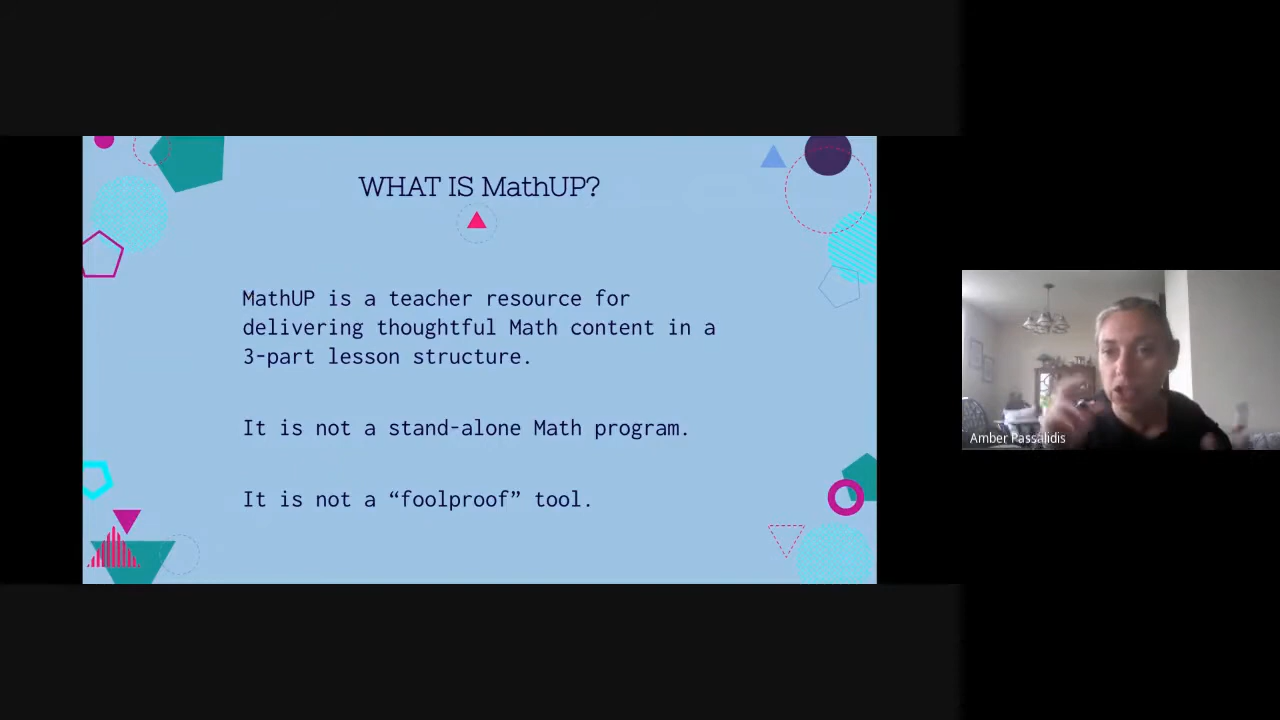 WHAT IS MathUP?
MathUP is a teacher resource for
delivering thoughtful Math content in a
3-part lesson structure.
It is not a stand-alone Math program.
It is not a “foolproof” tool.
Amber Passalidis